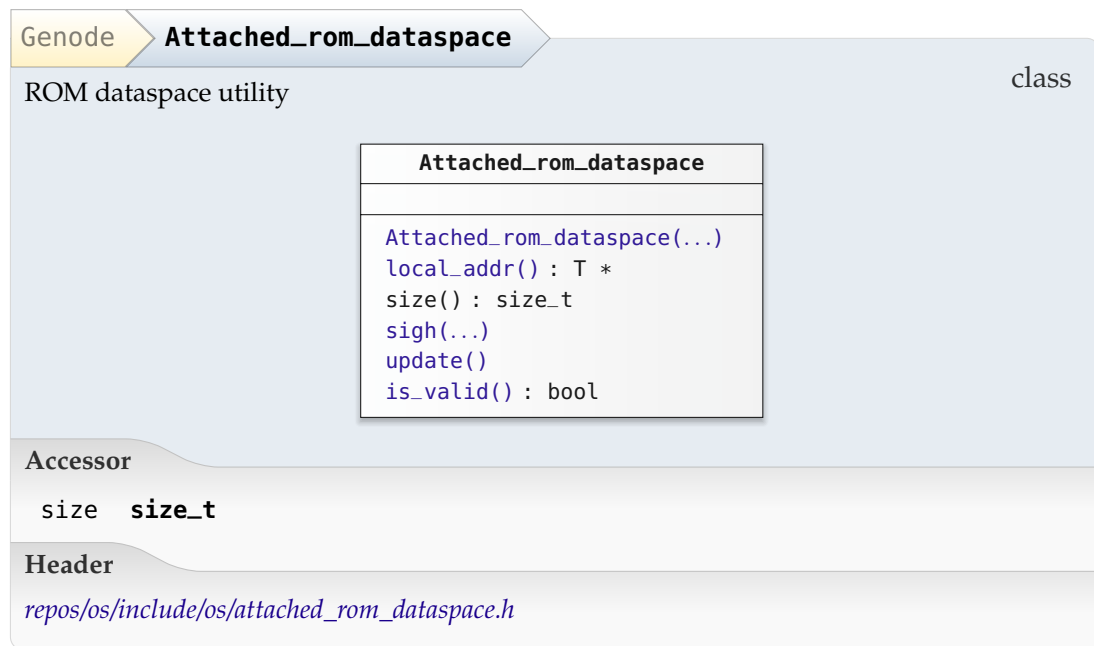 Genode Attached_rom_dataspace
class
ROM dataspace utility
Attached_rom_dataspace
Attached_rom_dataspace(...)
local_addr() : T *
size() : size_t
sigh(...)
update()
is_valid() : bool
Accessor
size size_t
Header
repos/os/include/os/attached_rom_dataspace.h